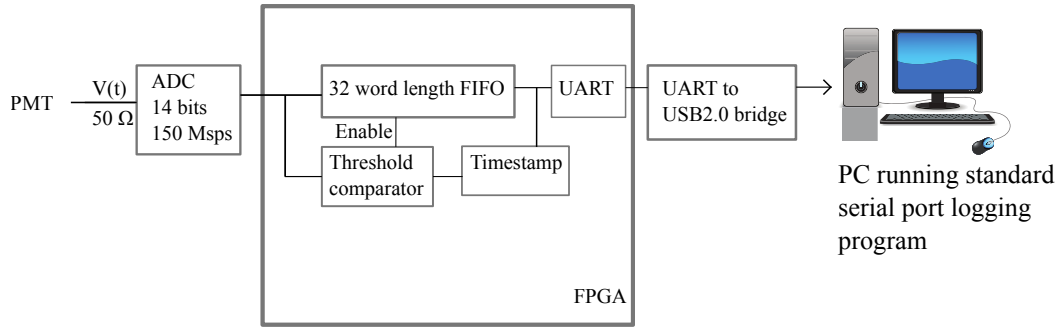 PMT
V(t)
50 Ω
ADC
14 bits
150 Msps
32 word length FIFO
Enable
Threshold
comparator
Timestamp
UART
FPGA
UART to
USB2.0 bridge
PC running standard
serial port logging
program